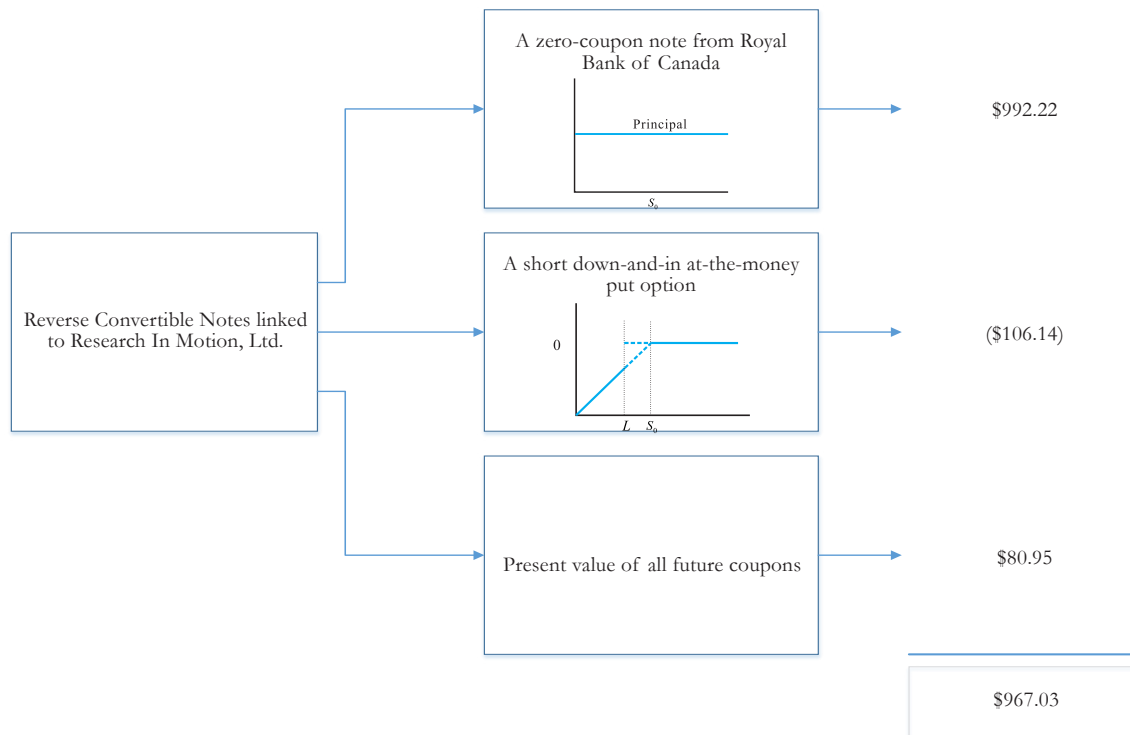 A zero-coupon note from Royal
Bank of Canada
Principal
S₀
$992.22
Reverse Convertible Notes linked
to Research In Motion, Ltd.
A short down-and-in at-the-money
put option
0
L S₀
($106.14)
Present value of all future coupons
$80.95
$967.03